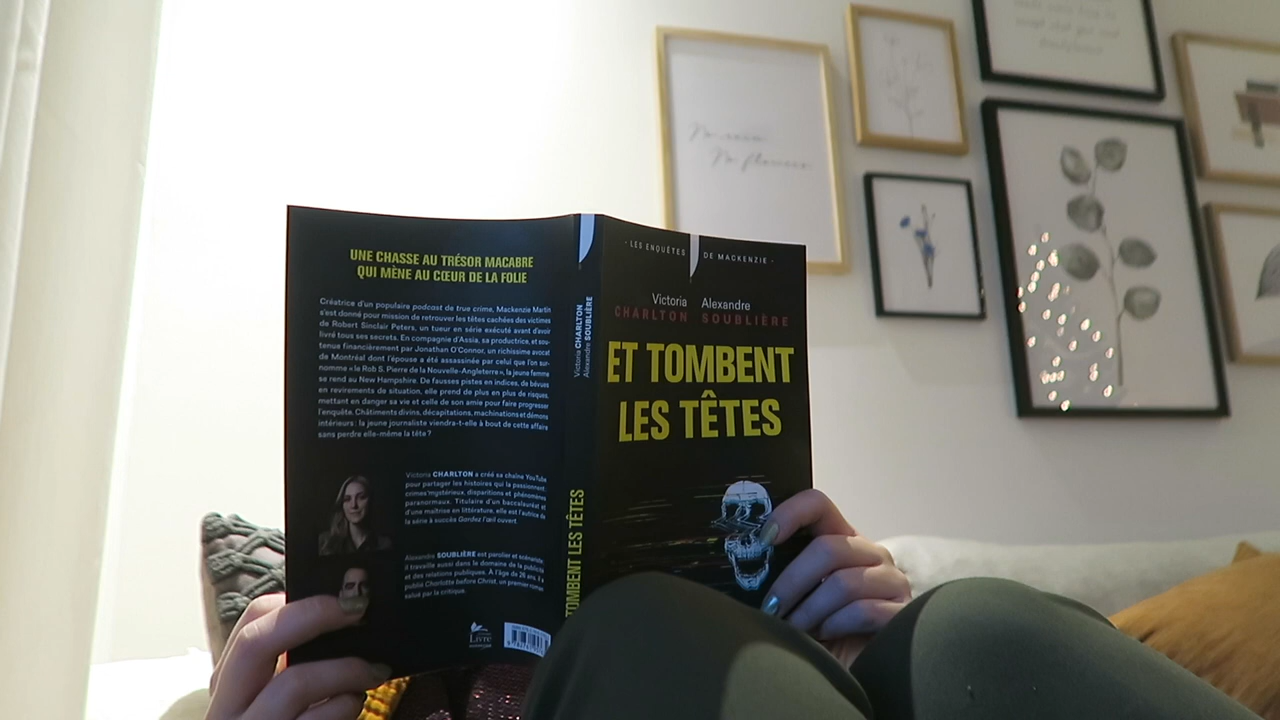 UNE CHASSE AU TRÉSOR MACABRE
QUI MÈNE AU CŒUR DE LA FOLIE
Créatrice d'un populaire podcast de true crime, Mackenzie Martin
s'est donné pour mission de retrouver les têtes cachées des victimes
de Robert Sinclair Peters, un tueur en série exécuté avant d'avoir
livré tous ses secrets. En compagnie d'Assia, sa productrice, et sou-
tenue financièrement par Jonathan O'Connor, un richissime avocat
de Montréal dont l'épouse a été assassinée par celui que l'on sur-
nomme « le Rob S. Pierre de la Nouvelle-Angleterre », la jeune femme
se rend au New Hampshire. De fausses pistes en indices, de bévues
en revirements de situation, elle prend de plus en plus de risques,
mettant en danger sa vie et celle de son amie pour faire progresser
l'enquête. Châtiments divins, décapitations, machinations et démons
intérieurs : la jeune journaliste viendra-t-elle à bout de cette affaire
sans perdre elle-même la tête ?
Victoria CHARLTON a créé sa chaîne YouTube
pour partager les histoires qui la passionnent,
crimes mystérieux, disparitions et phénomènes
paranormaux. Titulaire d'un baccalauréat et
d'une maîtrise en littérature, elle est l'autrice de
la série à succès Gardez l'œil ouvert.
Alexandre SOUBLIÈRE est parolier et scénariste;
il travaille aussi dans le domaine de la publicité
et des relations publiques. À l'âge de 26 ans, il a
publié Charlotte before Christ, un premier roman
salué par la critique.
Livre
Victoria CHARLTON
Alexandre SOUBLIÈRE
TOMBENT LES TÊTES
- LES ENQUÊTES DE MACKENZIE -
Victoria Alexandre
CHARLTON SOUBLIÈRE
ET TOMBENT
LES TÊTES
No rain
No flowers